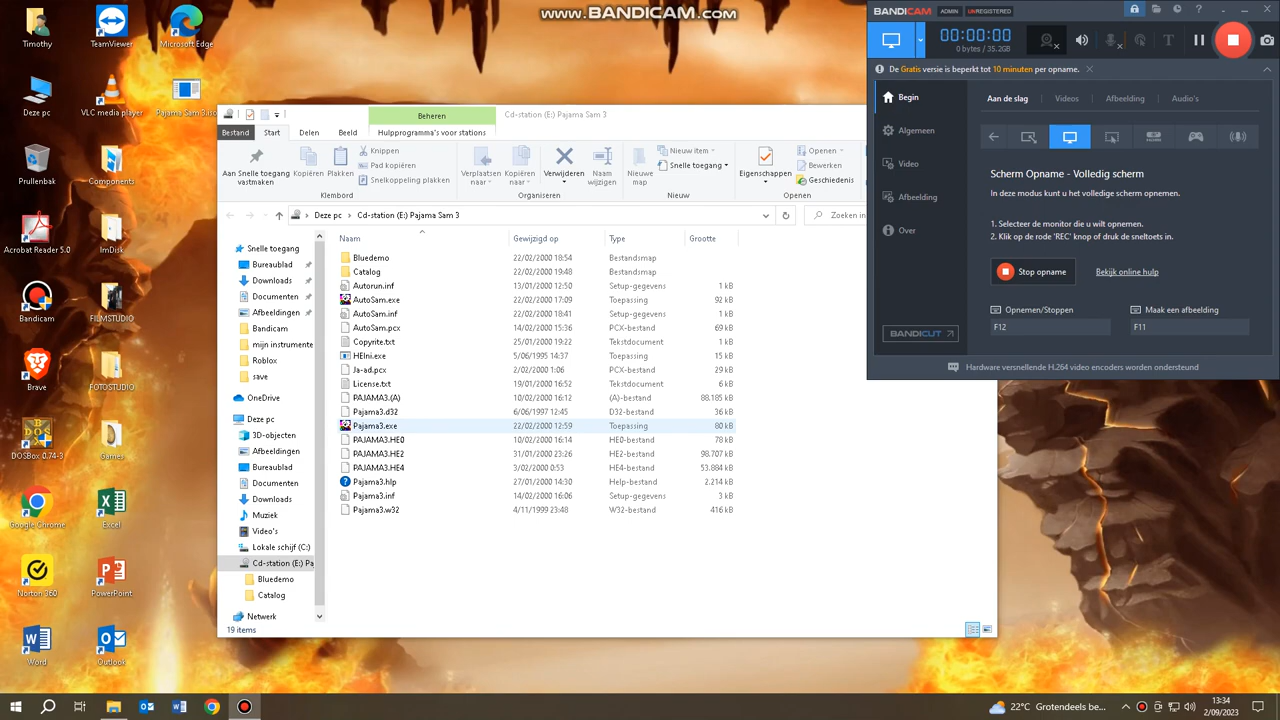 www.BANDICAM.com
Timothy
TeamViewer
Microsoft Edge
Deze pc
VLC media player
Pajama Sam 3.iso
Prullenbak
Components
Acrobat Reader 5.0
ImDisk
Bandicam
FILMSTUDIO
Brave
FOTOSTUDIO
DOSBox 0.74-3
Games
Google Chrome
Excel
Norton 360
PowerPoint
Word
Outlook
Beheren
Cd-station (E:) Pajama Sam 3
Bestand
Start
Delen
Beeld
Hulpprogramma's voor stations
Aan Snelle toegang vastmaken
Kopiëren
Plakken
Knippen
Pad kopiëren
Snelkoppeling plakken
Klembord
Verplaatsen naar
Kopiëren naar
Verwijderen
Naam wijzigen
Organiseren
Nieuwe map
Nieuw item
Snelle toegang
Nieuw
Eigenschappen
Openen
Bewerken
Geschiedenis
Openen
Deze pc > Cd-station (E:) Pajama Sam 3
Zoeken in
Naam Gewijzigd op Type Grootte
Snelle toegang
Bureaublad
Downloads
Documenten
Afbeeldingen
Bandicam
mijn instrumente
Roblox
save
OneDrive
Deze pc
3D-objecten
Afbeeldingen
Bureaublad
Documenten
Downloads
Muziek
Video's
Lokale schijf (C:)
Cd-station (E:) Pa
Bluedemo
Catalog
Netwerk
Bluedemo 22/02/2000 18:54 Bestandsmap
Catalog 22/02/2000 19:48 Bestandsmap
Autorun.inf 13/01/2000 12:50 Setup-gegevens 1 kB
AutoSam.exe 22/02/2000 17:09 Toepassing 92 kB
AutoSam.inf 22/02/2000 12:59 Setup-gegevens 1 kB
AutoSam.pcx 14/02/2000 15:36 PCX-bestand 69 kB
Copyrite.txt 25/01/2000 19:22 Tekstdocument 1 kB
HEIni.exe 5/06/1995 14:37 Toepassing 15 kB
Ja-ad.pcx 2/02/2000 1:06 PCX-bestand 29 kB
License.txt 19/01/2000 16:52 Tekstdocument 6 kB
PAJAMA3.(A) 10/02/2000 16:12 (A)-bestand 88.185 kB
Pajama3.d32 6/06/1997 12:45 D32-bestand 36 kB
Pajama3.exe 22/02/2000 12:59 Toepassing 80 kB
PAJAMA3.HE0 10/02/2000 16:14 HE0-bestand 78 kB
PAJAMA3.HE2 31/01/2000 23:26 HE2-bestand 98.707 kB
PAJAMA3.HE4 3/02/2000 0:53 HE4-bestand 53.884 kB
Pajama3.hlp 27/01/2000 14:30 Help-bestand 2.214 kB
Pajama3.inf 14/02/2000 16:06 Setup-gegevens 3 kB
Pajama3.w32 4/11/1999 23:48 W32-bestand 416 kB
19 items
BANDICAM
ADMIN
UNREGISTERED
00:00:00
0 bytes / 35.2GB
De Gratis versie is beperkt tot 10 minuten per opname.
Begin
Algemeen
Video
Afbeelding
Over
BANDICUT
Aan de slag
Videos
Afbeelding
Audio's
Scherm Opname - Volledig scherm
In deze modus kunt u het volledige scherm opnemen.
1. Selecteer de monitor die u wilt opnemen.
2. Klik op de rode 'REC' knop of druk de sneltoets in.
Stop opname
Bekijk online hulp
Opnemen/Stoppen
F12
Maak een afbeelding
F11
Hardware versnellende H.264 video encoders worden ondersteund
22°C Grotendeels be...
13:34
2/09/2023